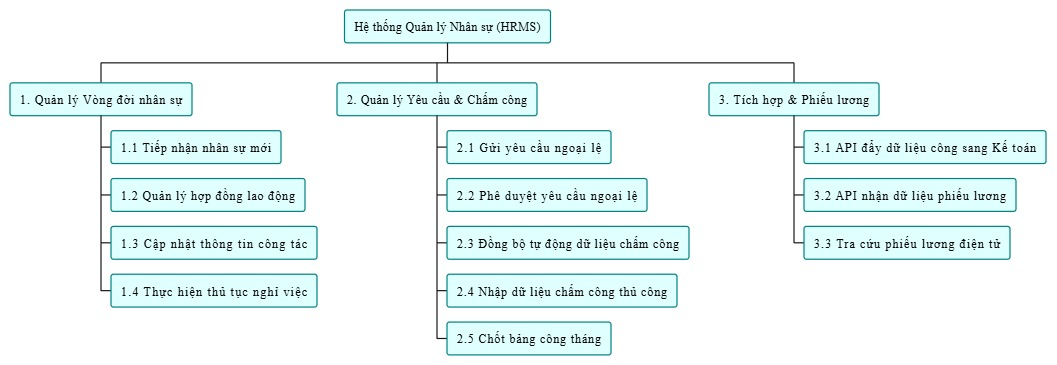 Hệ thống Quản lý Nhân sự (HRMS)
1. Quản lý Vòng đời nhân sự
1.1 Tiếp nhận nhân sự mới
1.2 Quản lý hợp đồng lao động
1.3 Cập nhật thông tin công tác
1.4 Thực hiện thủ tục nghỉ việc
2. Quản lý Yêu cầu & Chấm công
2.1 Gửi yêu cầu ngoại lệ
2.2 Phê duyệt yêu cầu ngoại lệ
2.3 Đồng bộ tự động dữ liệu chấm công
2.4 Nhập dữ liệu chấm công thủ công
2.5 Chốt bảng công tháng
3. Tích hợp & Phiếu lương
3.1 API đẩy dữ liệu công sang Kế toán
3.2 API nhận dữ liệu phiếu lương
3.3 Tra cứu phiếu lương điện tử